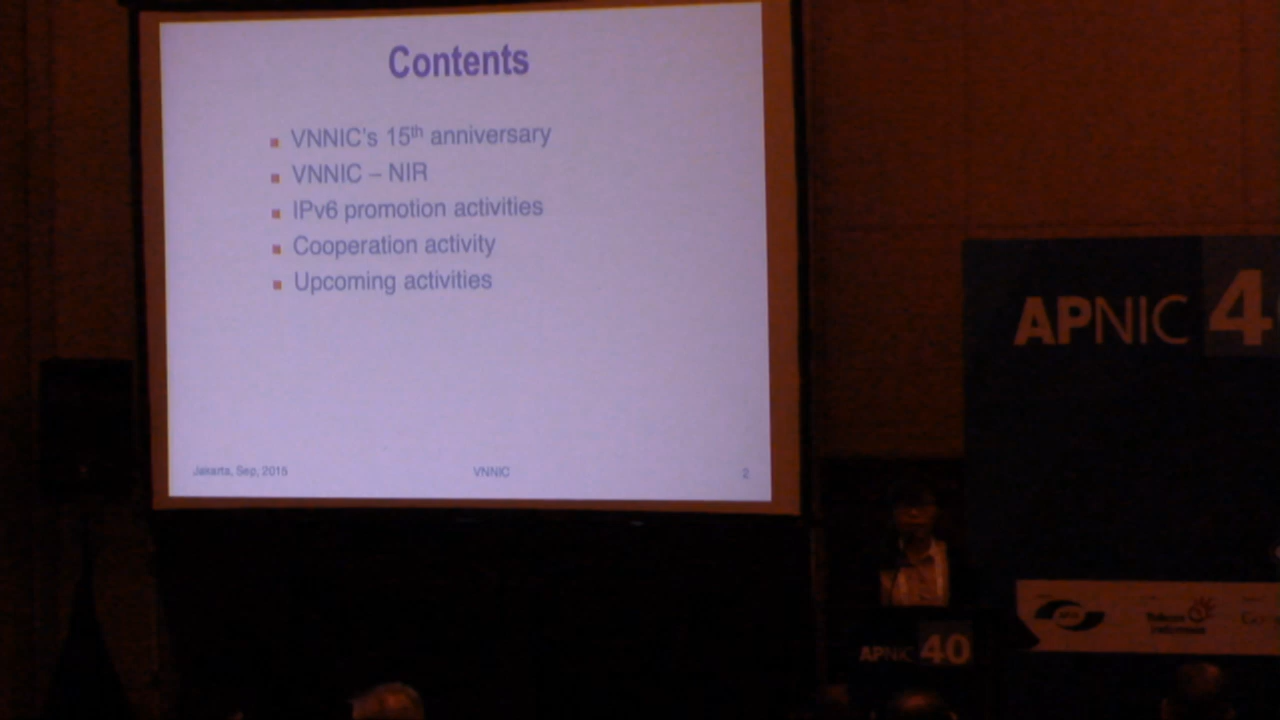 Contents
VNNIC's 15th anniversary
VNNIC – NIR
IPv6 promotion activities
Cooperation activity
Upcoming activities
Jakarta, Sep, 2015
VNNIC
2
APNIC 4
APNIC 40